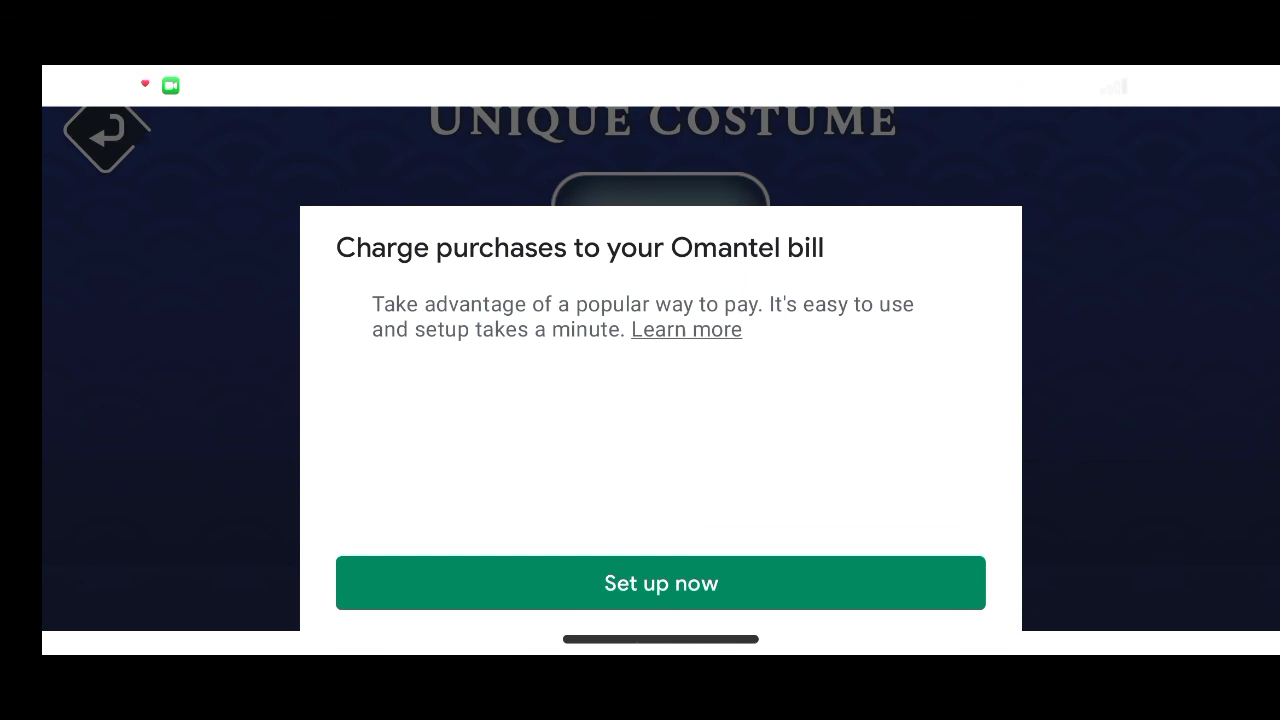 UNIQUE COSTUME
Charge purchases to your Omantel bill
Take advantage of a popular way to pay. It's easy to use
and setup takes a minute. Learn more
Set up now